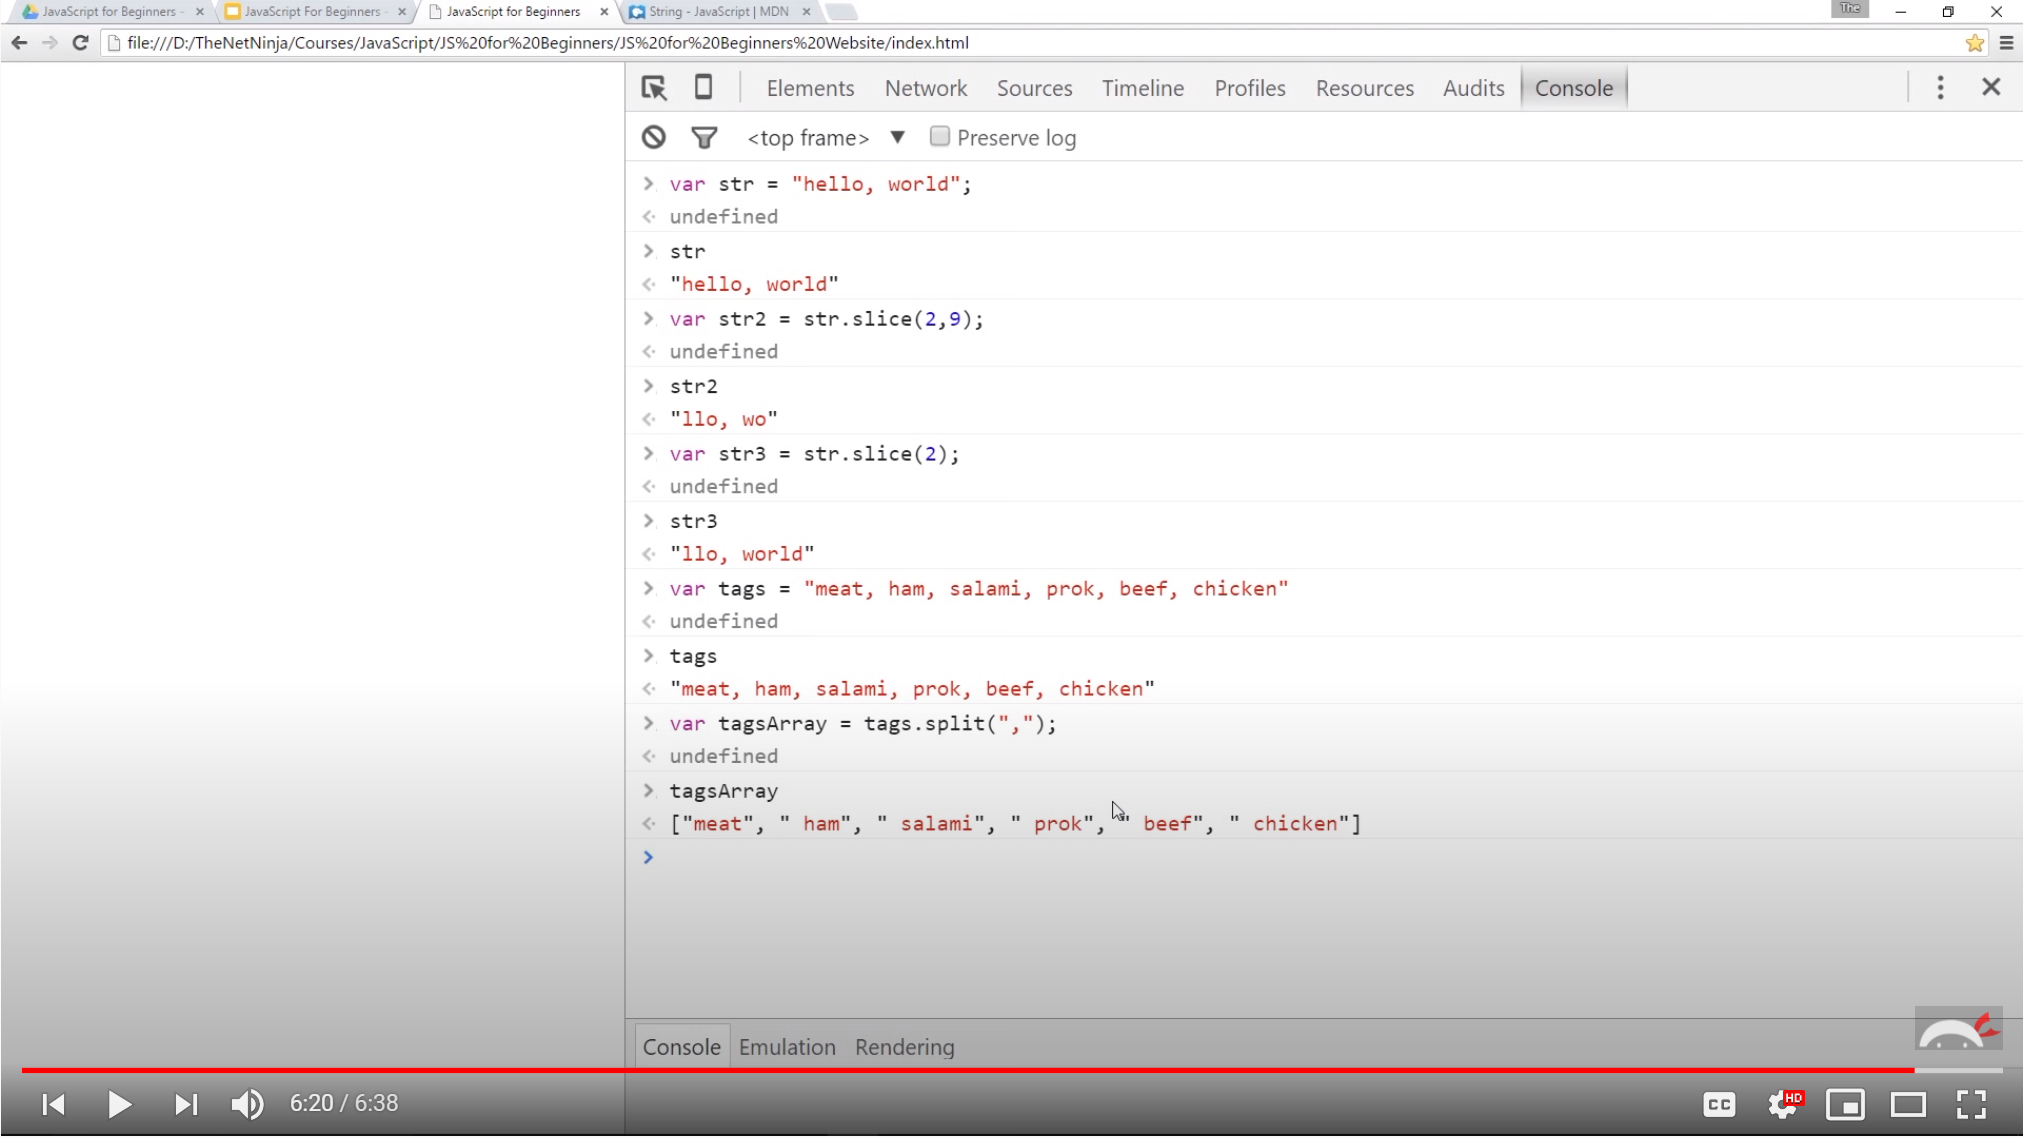 JavaScript for Beginners - JavaScript For Beginners - JavaScript for Beginners String - JavaScript | MDN The
file:///D:/TheNetNinja/Courses/JavaScript/JS%20for%20Beginners/JS%20for%20Beginners%20Website/index.html
Elements Network Sources Timeline Profiles Resources Audits Console
<top frame> Preserve log
var str = "hello, world";
undefined
str
"hello, world"
var str2 = str.slice(2,9);
undefined
str2
"llo, wo"
var str3 = str.slice(2);
undefined
str3
"llo, world"
var tags = "meat, ham, salami, prok, beef, chicken"
undefined
tags
"meat, ham, salami, prok, beef, chicken"
var tagsArray = tags.split(",");
undefined
tagsArray
["meat", " ham", " salami", " prok", " beef", " chicken"]
Console Emulation Rendering
6:20 / 6:38 CC HD